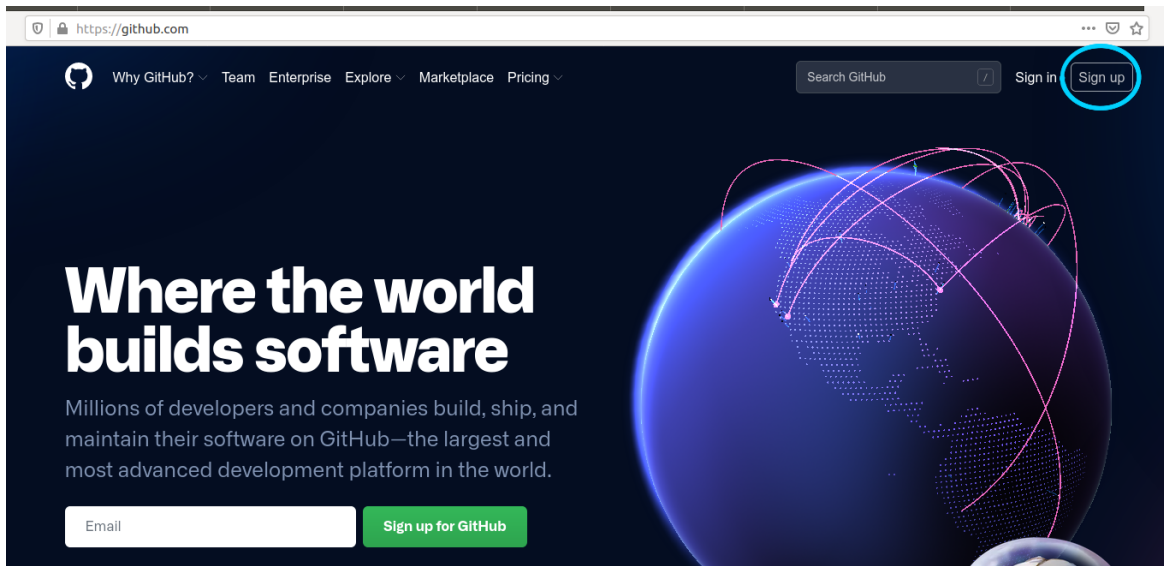 https://github.com
Why GitHub? Team Enterprise Explore Marketplace Pricing Search GitHub / Sign in Sign up
Where the world
builds software
Millions of developers and companies build, ship, and
maintain their software on GitHub—the largest and
most advanced development platform in the world.
Email Sign up for GitHub